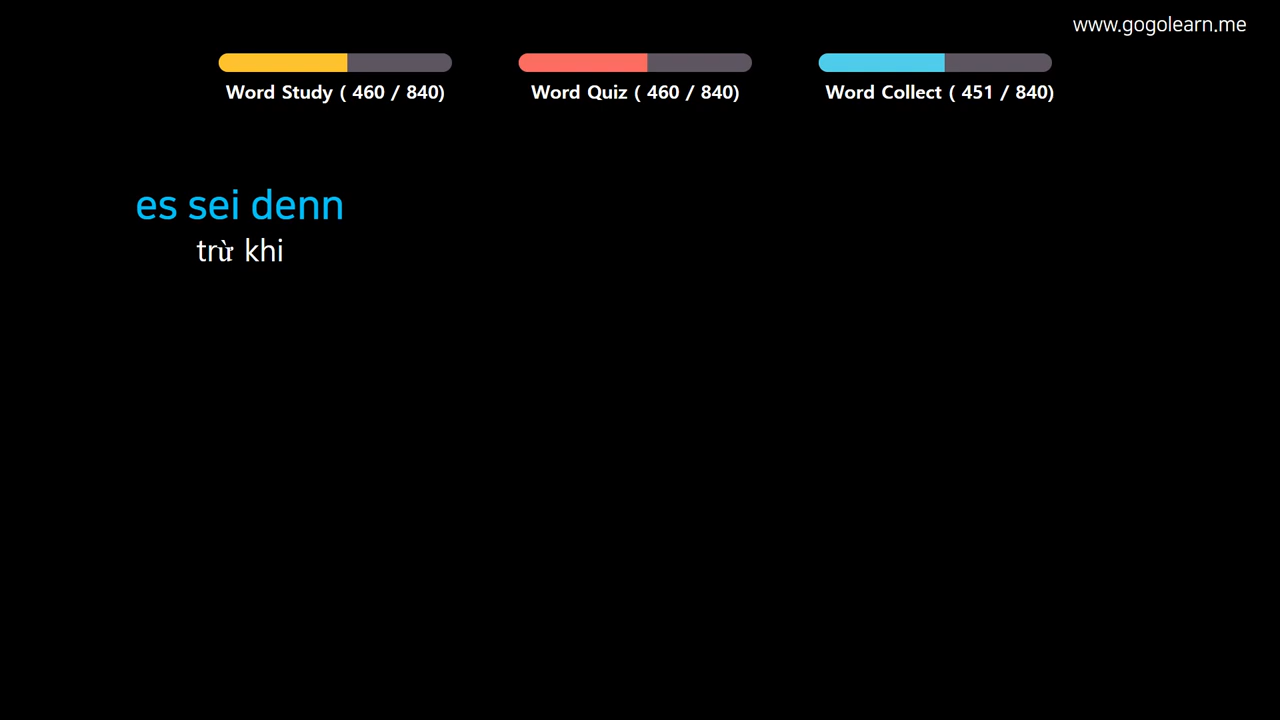 www.gogolearn.me
Word Study ( 460 / 840)
Word Quiz ( 460 / 840)
Word Collect ( 451 / 840)
es sei denn
trừ khi